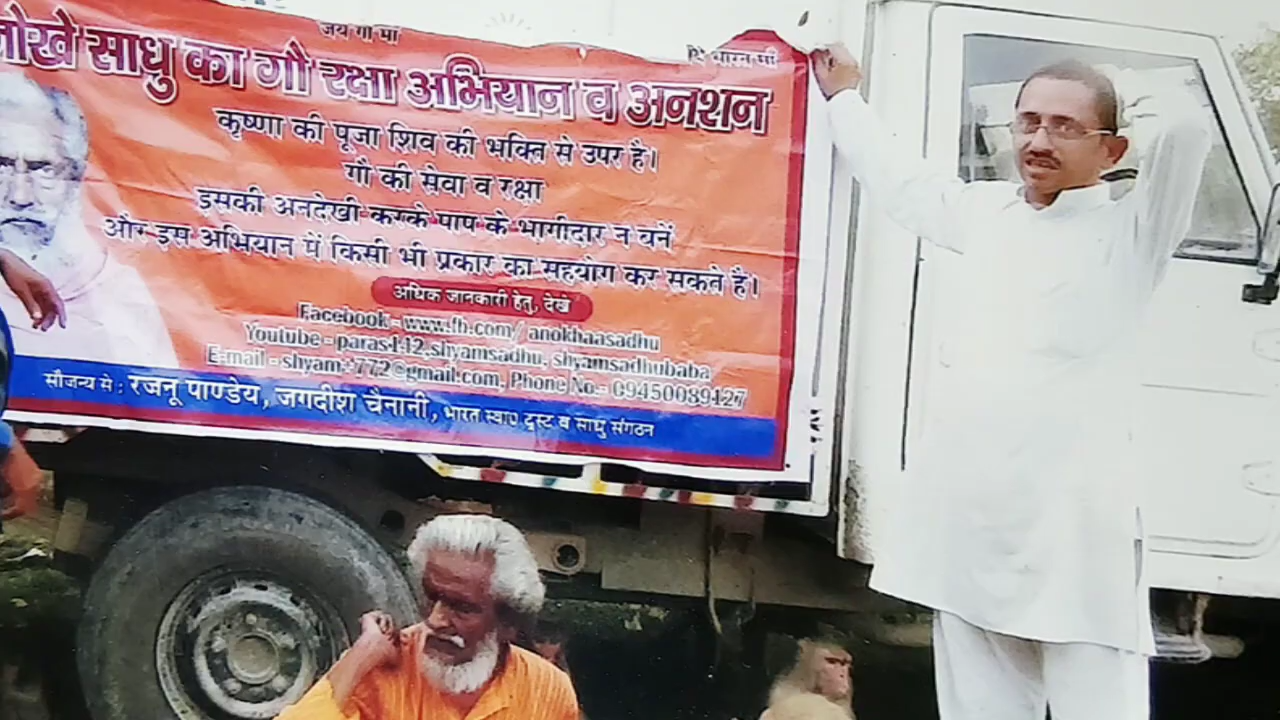 जय गौ माँ
नोखे साधु का गौ रक्षा अभियान व अनशन
कृष्णा की पूजा शिव की भक्ति से उपर है।
गौ की सेवा व रक्षा
इसकी अनदेखी करके पाप के भागीदार न बनें
और इस अभियान में किसी भी प्रकार का सहयोग कर सकते है।
अधिक जानकारी हेतु, देखें
Facebook - www.fb.com/ anokhaasadhu
Youtube - paras112,shyamsadhu, shyamsadhubaba
E-mail - shyam+772@gmail.com, Phone No.- 09450089127
सौजन्य से : रजनू पाण्डेय, जगदीश चैनानी, भारत स्वाप ट्रस्ट व साधु संगठन